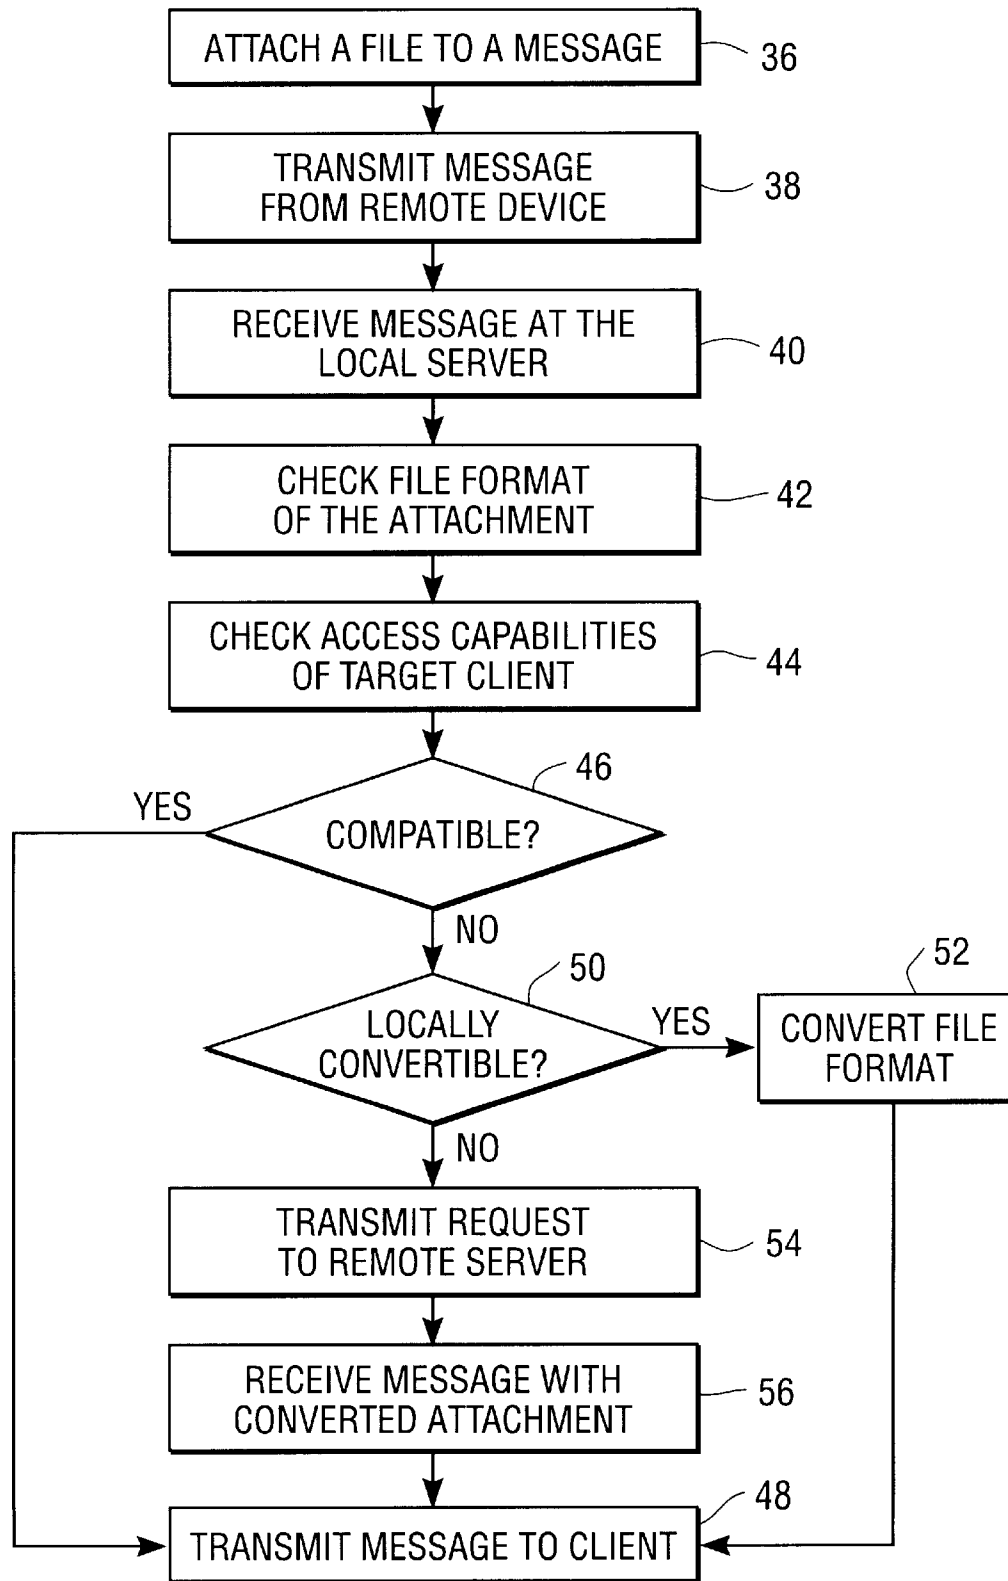 ATTACH A FILE TO A MESSAGE
36
TRANSMIT MESSAGE
FROM REMOTE DEVICE
38
RECEIVE MESSAGE AT THE
LOCAL SERVER
40
CHECK FILE FORMAT
OF THE ATTACHMENT
42
CHECK ACCESS CAPABILITIES
OF TARGET CLIENT
44
46
YES
COMPATIBLE?
NO
50
LOCALLY
CONVERTIBLE?
YES
52
CONVERT FILE
FORMAT
NO
TRANSMIT REQUEST
TO REMOTE SERVER
54
RECEIVE MESSAGE WITH
CONVERTED ATTACHMENT
56
48
TRANSMIT MESSAGE TO CLIENT